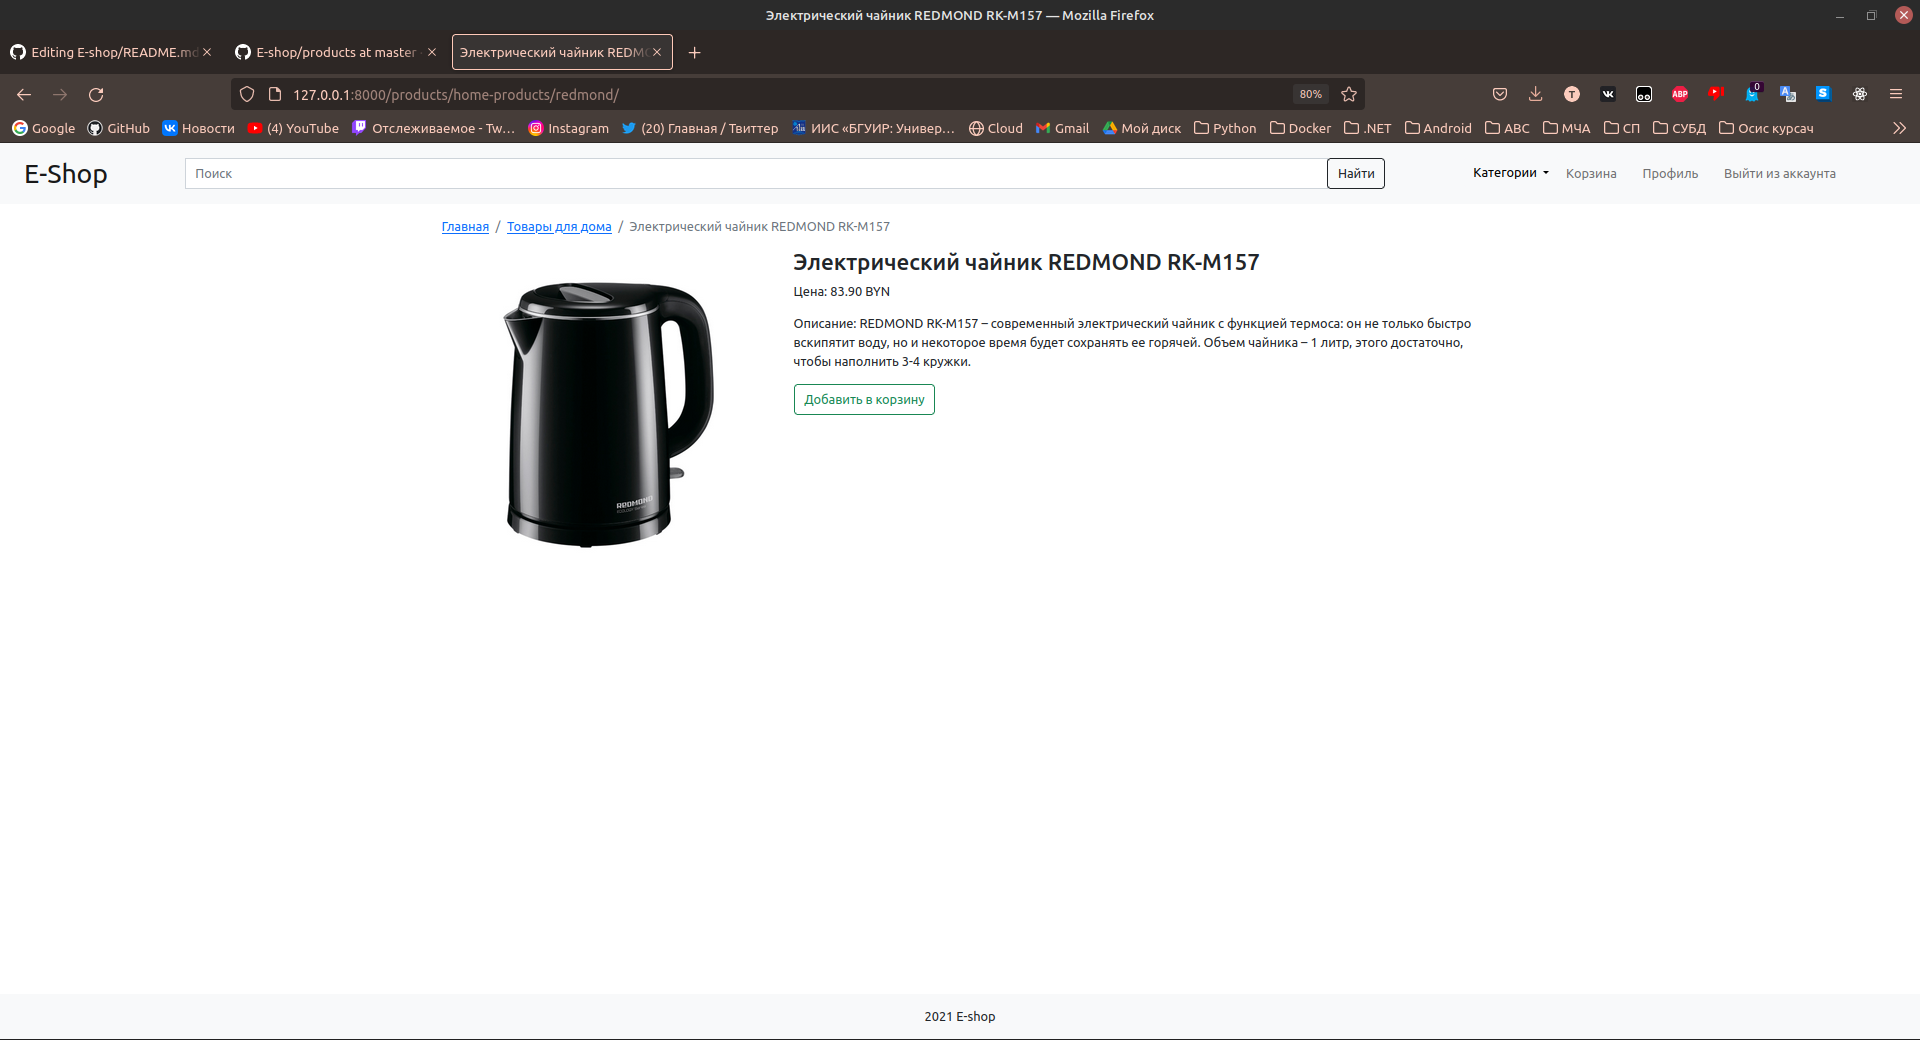 Электрический чайник REDMOND RK-M157 — Mozilla Firefox
Editing E-shop/README.md
E-shop/products at master
Электрический чайник REDMO
127.0.0.1:8000/products/home-products/redmond/
80%
0
Google
GitHub
Новости
(4) YouTube
Отслеживаемое - Tw…
Instagram
(20) Главная / Твиттер
ИИС «БГУИР: Универ…
Cloud
Gmail
Мой диск
Python
Docker
.NET
Android
АВС
МЧА
СП
СУБД
Осис курсач
E-Shop
Поиск
Найти
Категории
Корзина
Профиль
Выйти из аккаунта
Главная / Товары для дома / Электрический чайник REDMOND RK-M157
Электрический чайник REDMOND RK-M157
Цена: 83.90 BYN
Описание: REDMOND RK-M157 – современный электрический чайник с функцией термоса: он не только быстро
вскипятит воду, но и некоторое время будет сохранять ее горячей. Объем чайника – 1 литр, этого достаточно,
чтобы наполнить 3-4 кружки.
Добавить в корзину
REDMOND
2021 E-shop